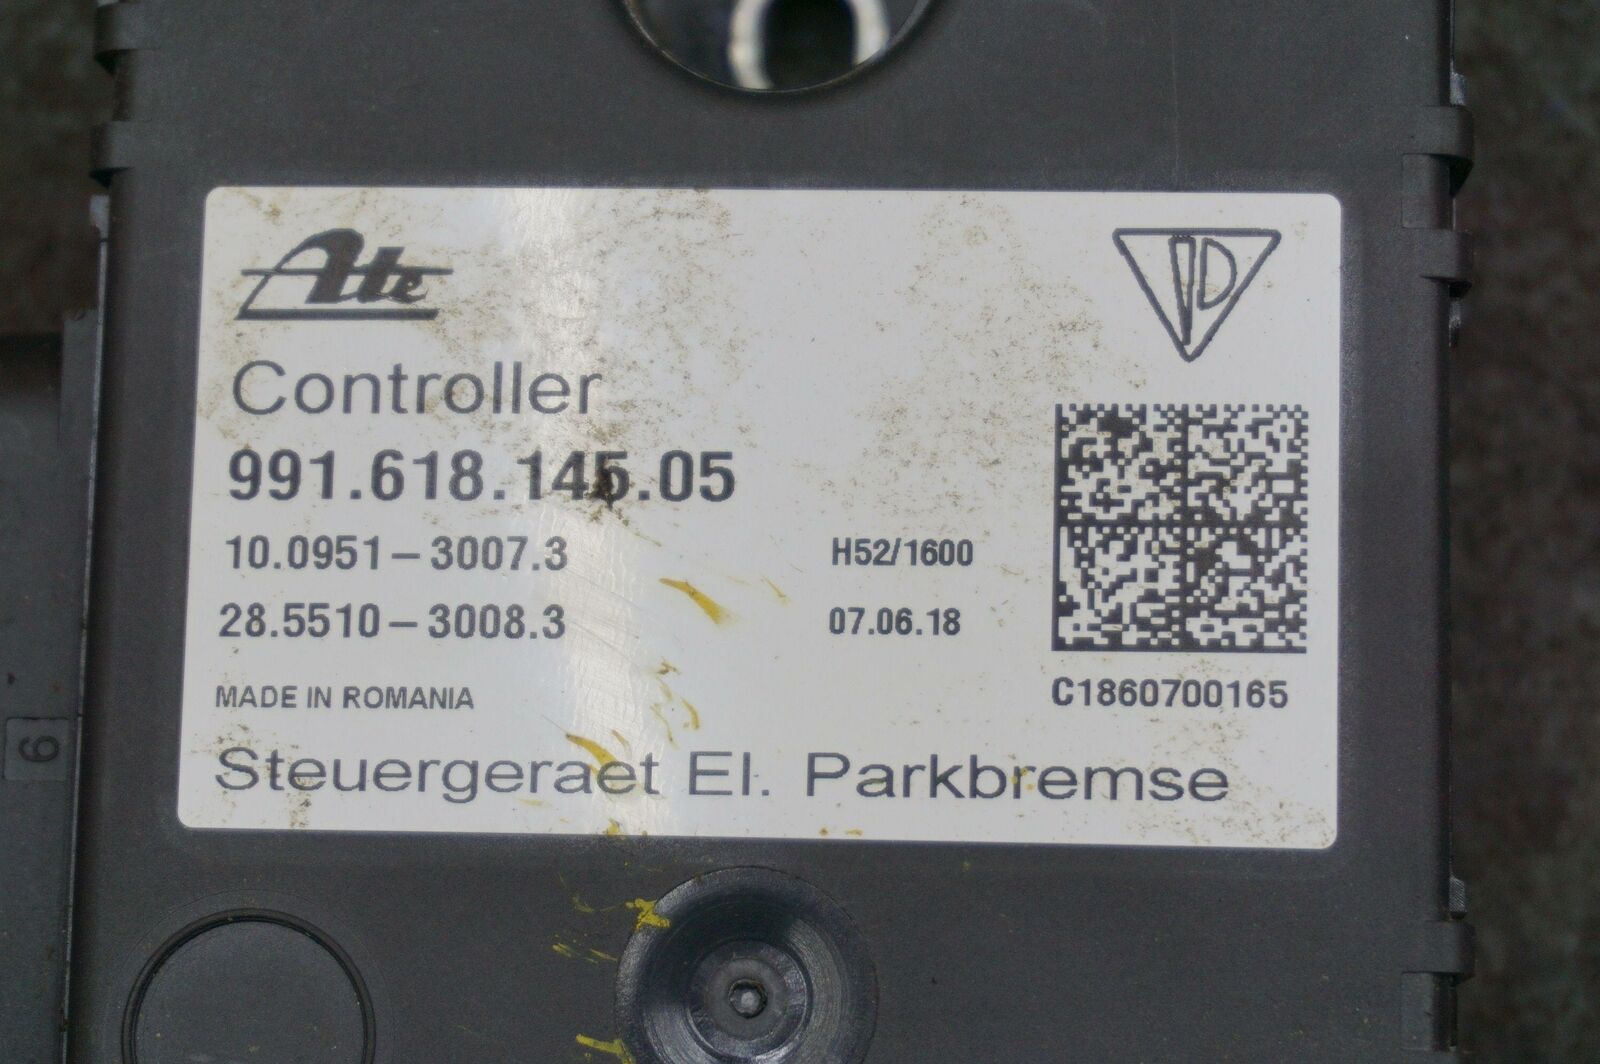 Ate
Controller
991.618.145.05
10.0951-3007.3 H52/1600
28.5510-3008.3 07.06.18
MADE IN ROMANIA C1860700165
Steuergeraet El. Parkbremse
6